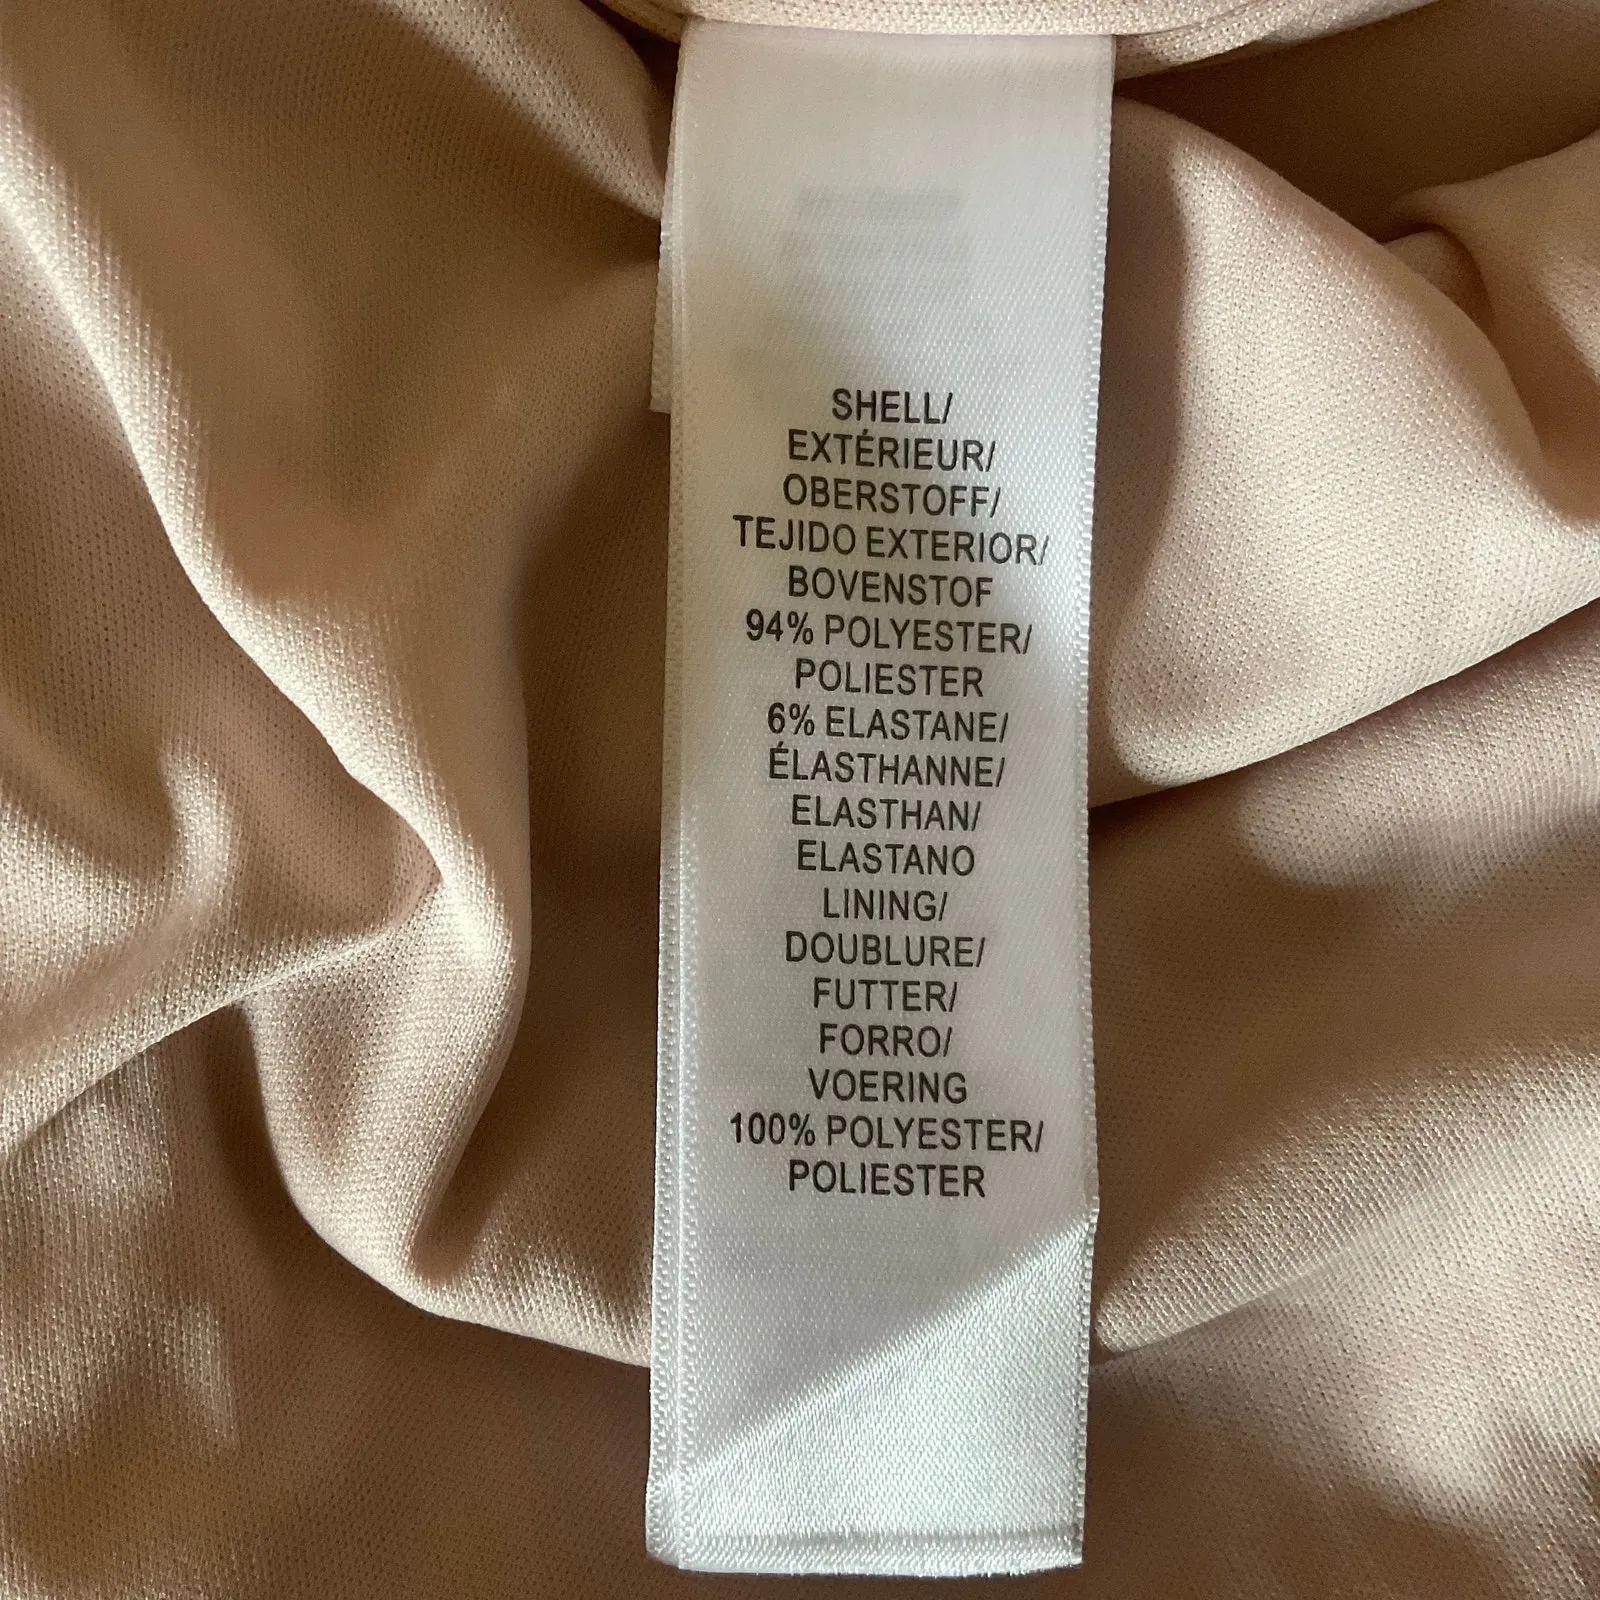 SHELL/
EXTÉRIEUR/
OBERSTOFF/
TEJIDO EXTERIOR/
BOVENSTOF
94% POLYESTER/
POLIESTER
6% ELASTANE/
ÉLASTHANNE/
ELASTHAN/
ELASTANO
LINING/
DOUBLURE/
FUTTER/
FORRO/
VOERING
100% POLYESTER/
POLIESTER